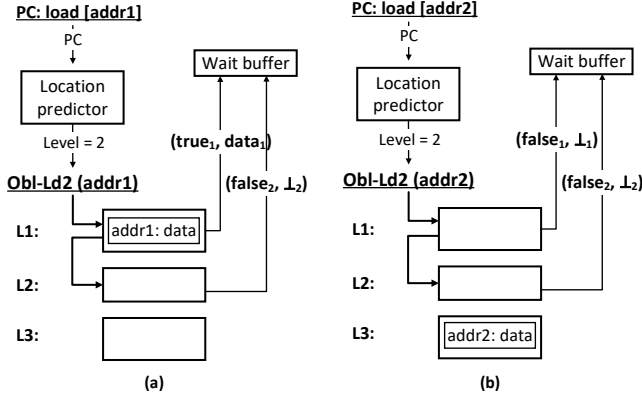 PC: load [addr1]
PC
Wait buffer
Location
predictor
Level = 2
(true₁, data₁)
Obl-Ld2 (addr1)
(false₂, ⊥₂)
L1:
addr1: data
L2:
L3:
(a)
PC: load [addr2]
PC
Wait buffer
Location
predictor
Level = 2
(false₁, ⊥₁)
Obl-Ld2 (addr2)
(false₂, ⊥₂)
L1:
L2:
L3:
addr2: data
(b)